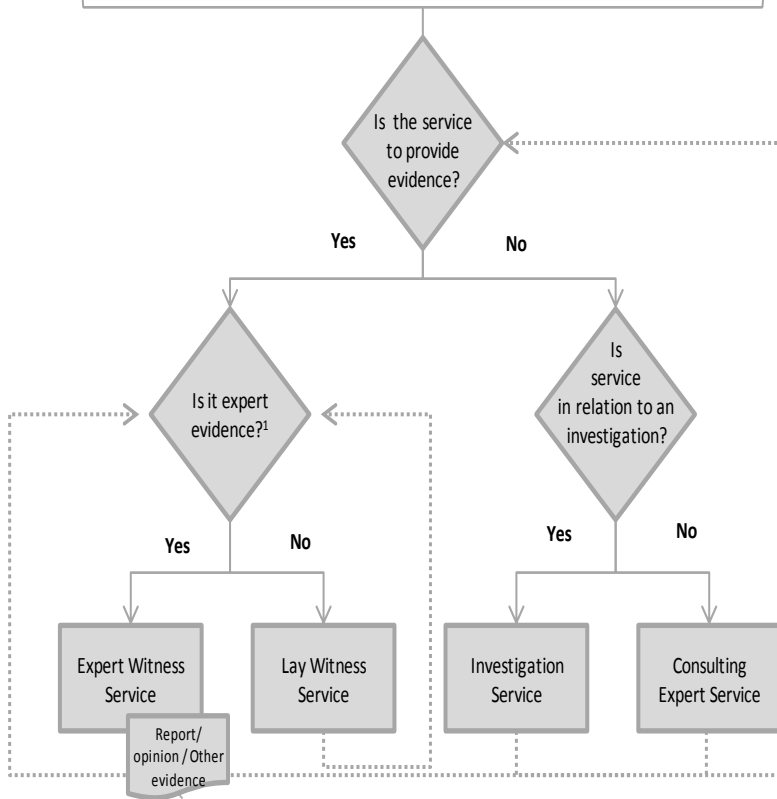 Is the service
to provide
evidence?
Yes
No
Is it expert
evidence?¹
Is
service
in relation to an
investigation?
Yes
No
Yes
No
Expert Witness
Service
Lay Witness
Service
Investigation
Service
Consulting
Expert Service
Report/
opinion / Other
evidence